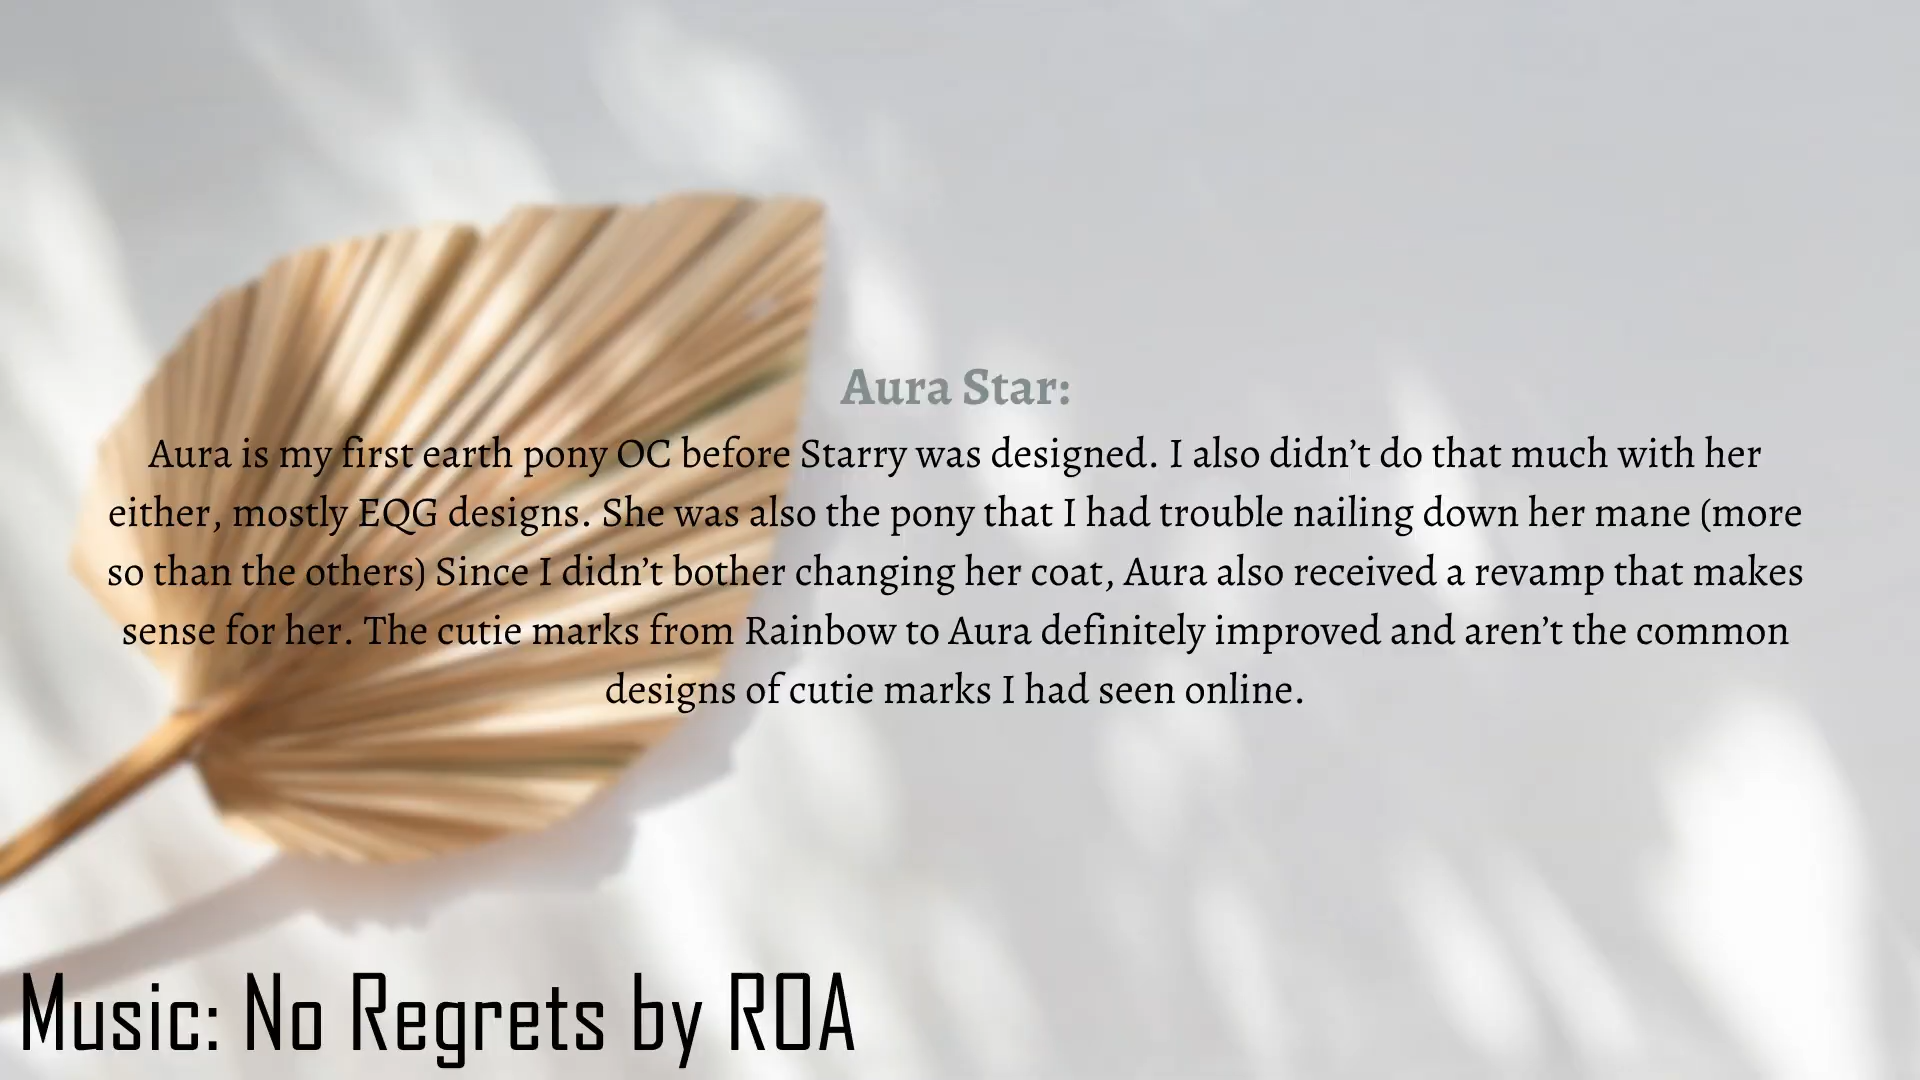 Aura Star:
Aura is my first earth pony OC before Starry was designed. I also didn’t do that much with her
either, mostly EQG designs. She was also the pony that I had trouble nailing down her mane (more
so than the others) Since I didn’t bother changing her coat, Aura also received a revamp that makes
sense for her. The cutie marks from Rainbow to Aura definitely improved and aren’t the common
designs of cutie marks I had seen online.
Music: No Regrets by ROA